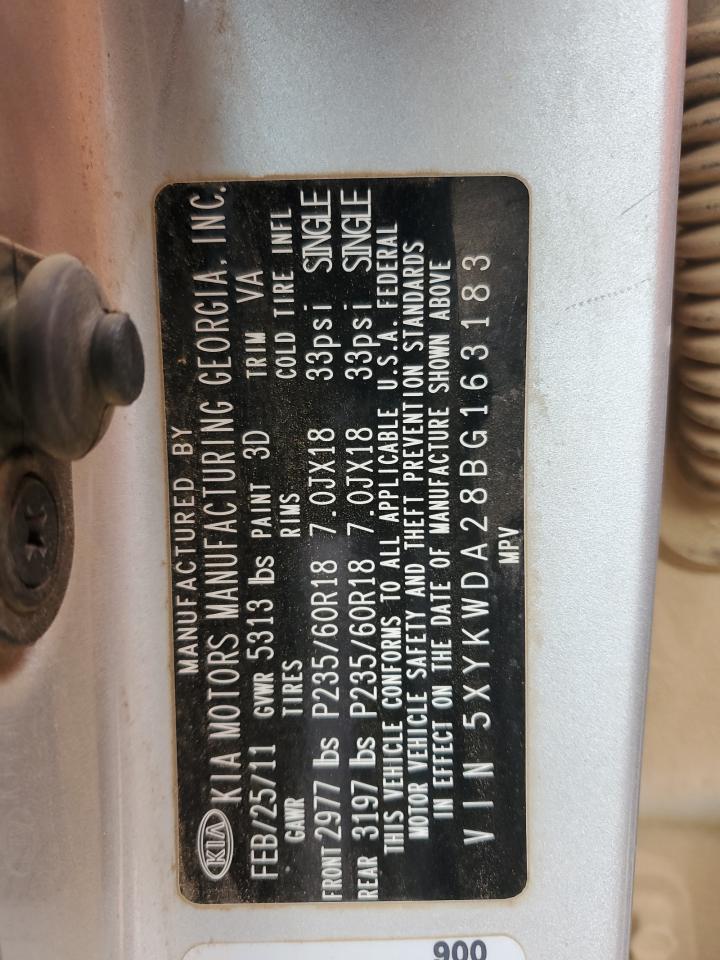 MANUFACTURED BY
KIA KIA MOTORS MANUFACTURING GEORGIA, INC.
FEB/25/11 GVWR 5313 lbs PAINT 3D TRIM VA
GAWR TIRES RIMS COLD TIRE INFL
FRONT 2977 lbs P235/60R18 7.0JX18 33psi SINGLE
REAR 3197 lbs P235/60R18 7.0JX18 33psi SINGLE
THIS VEHICLE CONFORMS TO ALL APPLICABLE U.S.A. FEDERAL
MOTOR VEHICLE SAFETY AND THEFT PREVENTION STANDARDS
IN EFFECT ON THE DATE OF MANUFACTURE SHOWN ABOVE
VIN 5XYKWDA28BG163183
MPV
900